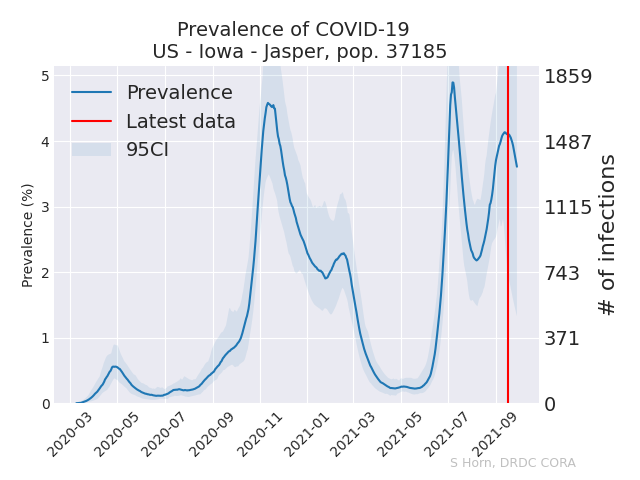 Prevalence of COVID-19
US - Iowa - Jasper, pop. 37185
Prevalence (%)
5
4
3
2
1
0
Prevalence
Latest data
95CI
1859
1487
1115
743
371
0
# of infections
2020-03
2020-05
2020-07
2020-09
2020-11
2021-01
2021-03
2021-05
2021-07
2021-09
S Horn, DRDC CORA